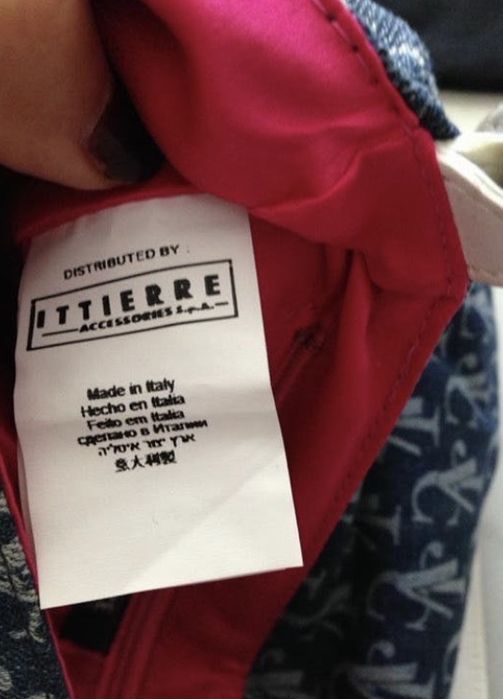 DISTRIBUTED BY :
ITTIERRE
ACCESSORIES S.p.A.
Made in Italy
Hecho en Italia
Feito em Italia
сделано в Италии
ארץ יצור איטליה
意大利製